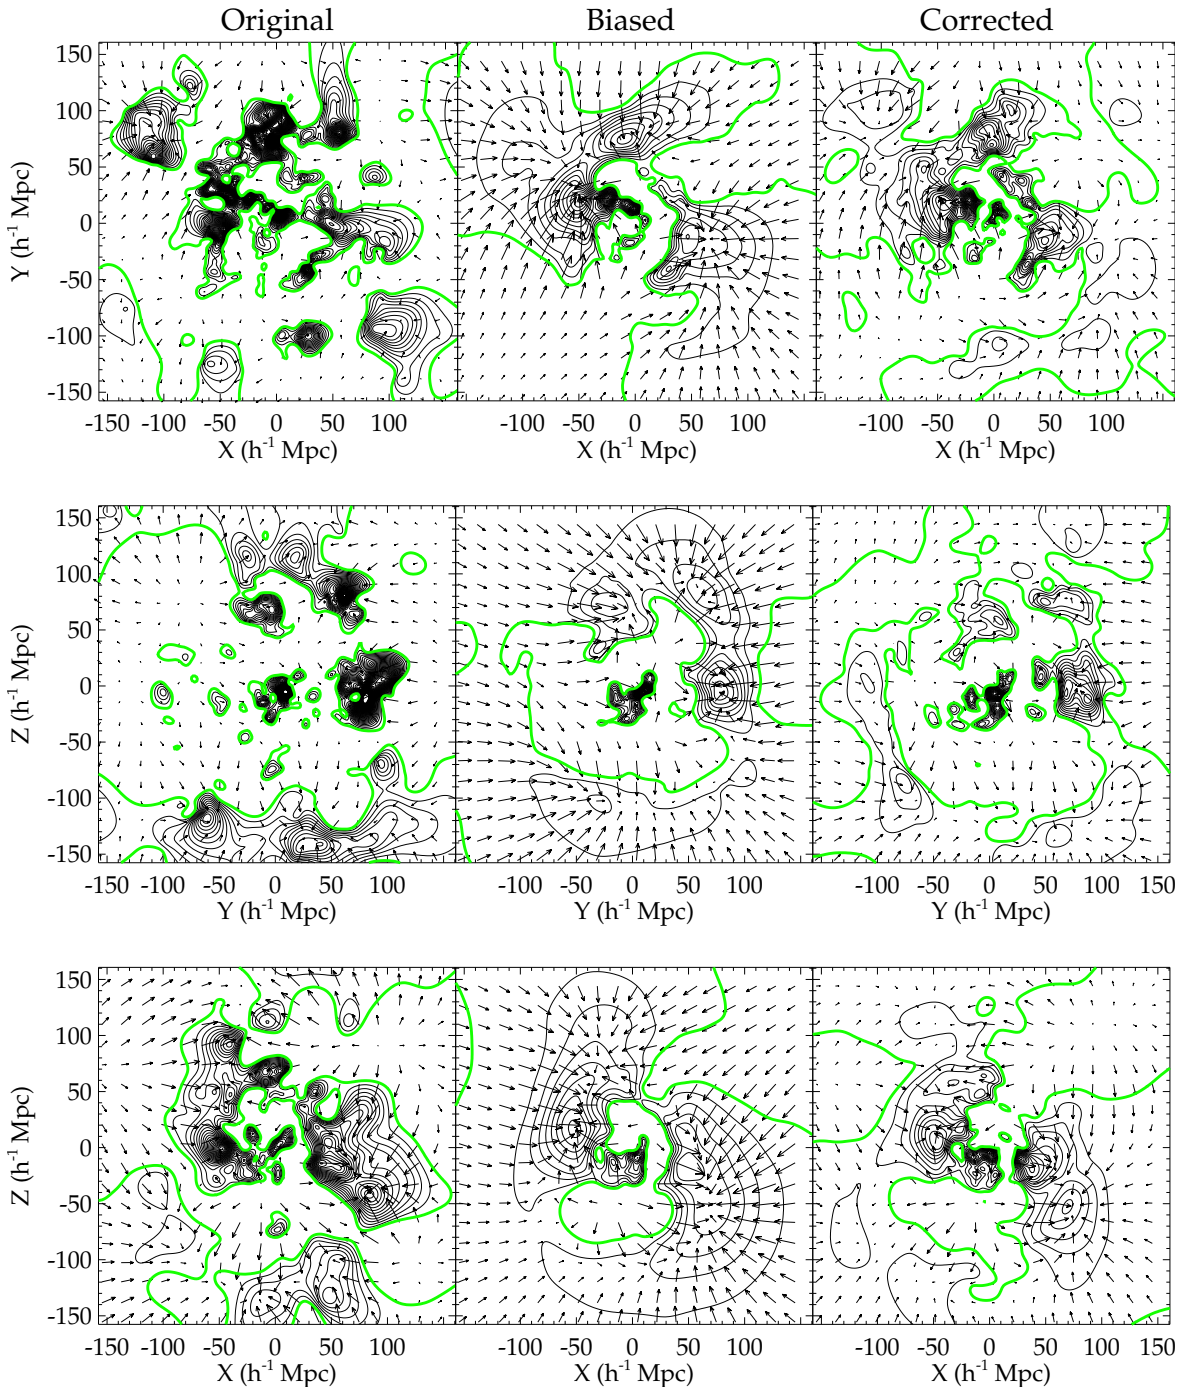 Original Biased Corrected
150
100
50
0
-50
-100
-150
Y (h⁻¹ Mpc)
-150 -100 -50 0 50 100 -100 -50 0 50 100 -100 -50 0 50 100
X (h⁻¹ Mpc) X (h⁻¹ Mpc) X (h⁻¹ Mpc)
150
100
50
0
-50
-100
-150
Z (h⁻¹ Mpc)
-150 -100 -50 0 50 100 -100 -50 0 50 100 -100 -50 0 50 100 150
Y (h⁻¹ Mpc) Y (h⁻¹ Mpc) Y (h⁻¹ Mpc)
150
100
50
0
-50
-100
-150
Z (h⁻¹ Mpc)
-100 -50 0 50 100 -100 -50 0 50 100 -100 -50 0 50 100 150
X (h⁻¹ Mpc) X (h⁻¹ Mpc) X (h⁻¹ Mpc)